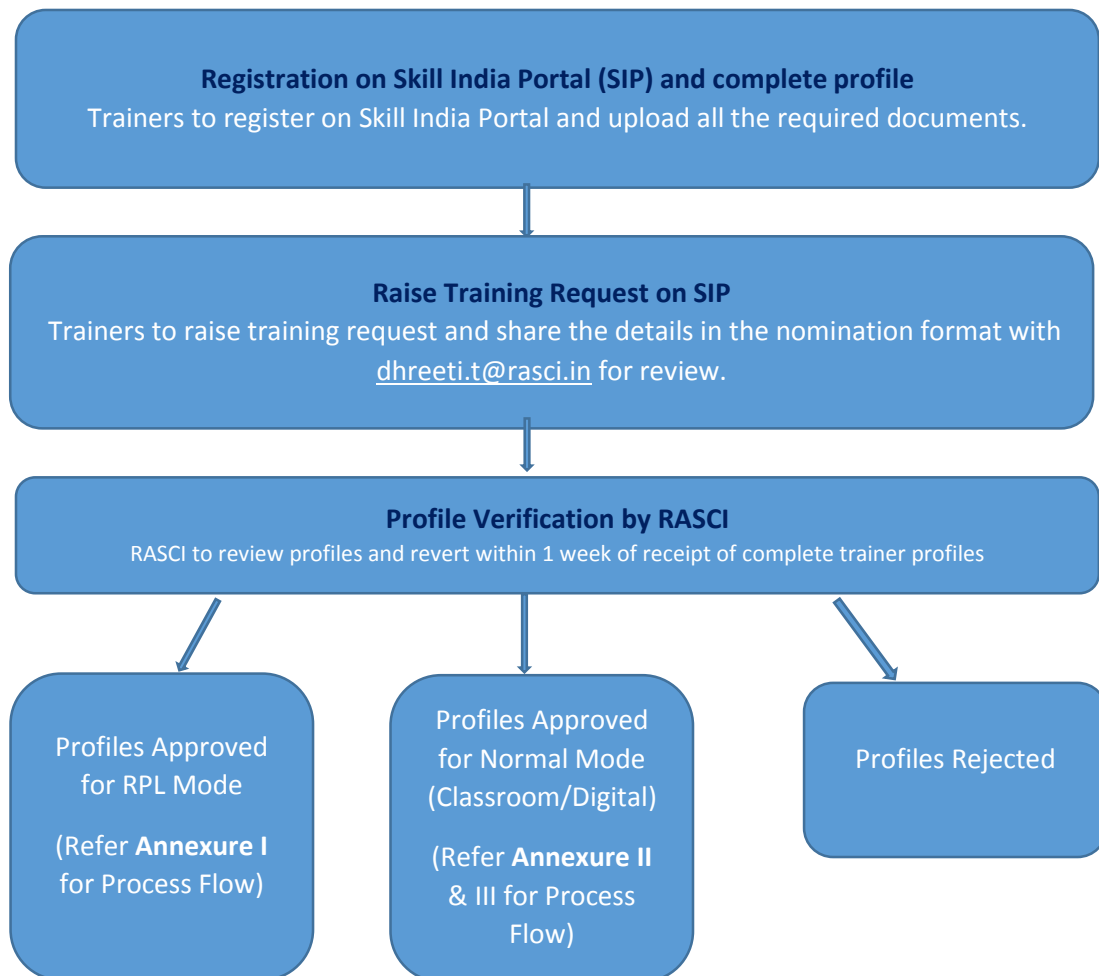 Registration on Skill India Portal (SIP) and complete profile
Trainers to register on Skill India Portal and upload all the required documents.
Raise Training Request on SIP
Trainers to raise training request and share the details in the nomination format with
dhreeti.t@rasci.in for review.
Profile Verification by RASCI
RASCI to review profiles and revert within 1 week of receipt of complete trainer profiles
Profiles Approved
for RPL Mode
(Refer Annexure I
for Process Flow)
Profiles Approved
for Normal Mode
(Classroom/Digital)
(Refer Annexure II
& III for Process
Flow)
Profiles Rejected